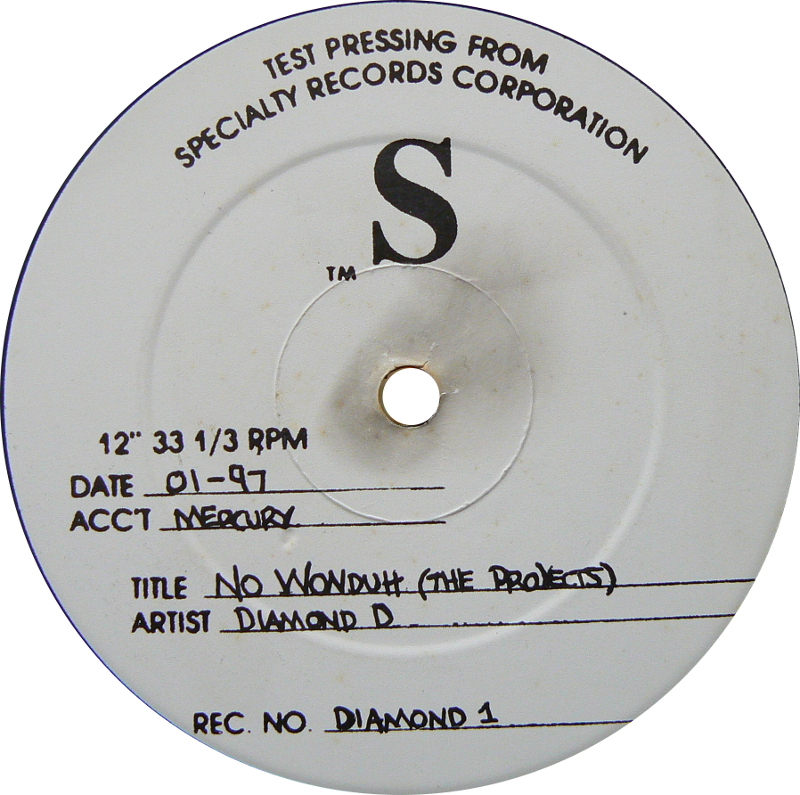 TEST PRESSING FROM
SPECIALTY RECORDS CORPORATION
S
TM
12" 33 1/3 RPM
DATE 01-97
ACC'T MERCURY
TITLE NO WONDUH (THE PROJECTS)
ARTIST DIAMOND D
REC. NO. DIAMOND 1